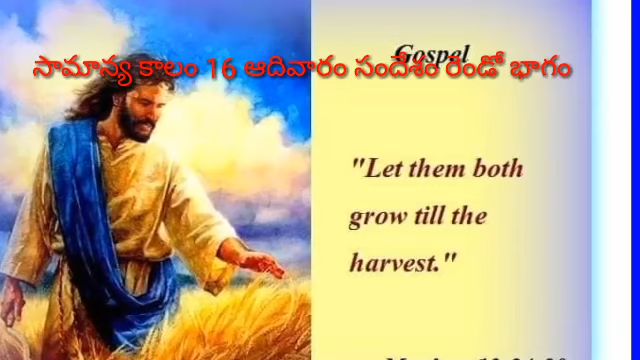 Gospel
సామాన్య కాలం 16 ఆదివారం సందేశం రెండో భాగం
"Let them both
grow till the
harvest."